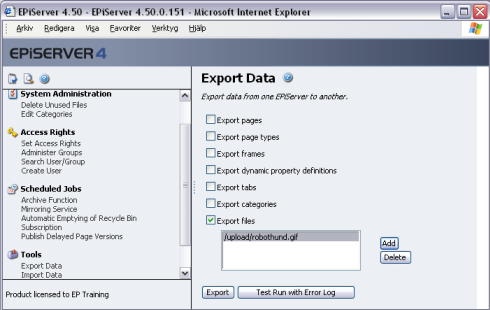 EPiServer 4.50 - EPiServer 4.50.0.151 - Microsoft Internet Explorer
Arkiv Redigera Visa Favoriter Verktyg Hjälp
EPiSERVER 4
System Administration
Delete Unused Files
Edit Categories
Access Rights
Set Access Rights
Administer Groups
Search User/Group
Create User
Scheduled Jobs
Archive Function
Mirroring Service
Automatic Emptying of Recycle Bin
Subscription
Publish Delayed Page Versions
Tools
Export Data
Import Data
Product licensed to EP Training
Export Data
Export data from one EPiServer to another.
Export pages
Export page types
Export frames
Export dynamic property definitions
Export tabs
Export categories
Export files
/upload/robothund.gif
Add
Delete
Export
Test Run with Error Log